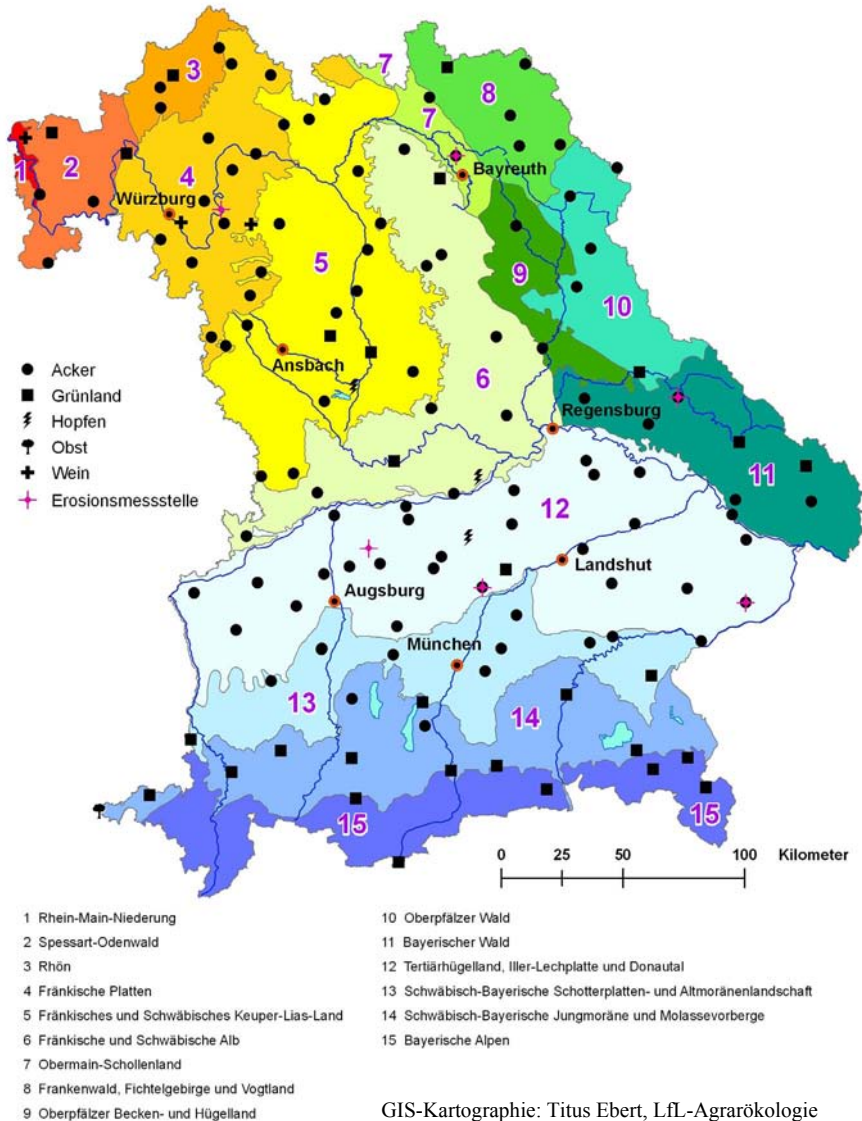 3
7
8
7
1
2
4
Bayreuth
Würzburg
5
9
10
Acker
Grünland
Hopfen
Obst
Wein
Erosionsmessstelle
Ansbach
6
Regensburg
11
12
Landshut
Augsburg
München
13
14
15
15
0 25 50 100 Kilometer
1 Rhein-Main-Niederung
2 Spessart-Odenwald
3 Rhön
4 Fränkische Platten
5 Fränkisches und Schwäbisches Keuper-Lias-Land
6 Fränkische und Schwäbische Alb
7 Obermain-Schollenland
8 Frankenwald, Fichtelgebirge und Vogtland
9 Oberpfälzer Becken- und Hügelland
10 Oberpfälzer Wald
11 Bayerischer Wald
12 Tertiärhügelland, Iller-Lechplatte und Donautal
13 Schwäbisch-Bayerische Schotterplatten- und Altmoränenlandschaft
14 Schwäbisch-Bayerische Jungmoräne und Molassevorberge
15 Bayerische Alpen
GIS-Kartographie: Titus Ebert, LfL-Agrarökologie